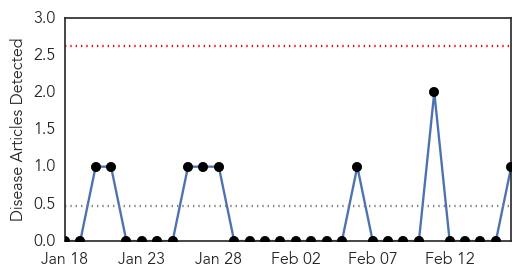 Disease Articles Detected
3.0
2.5
2.0
1.5
1.0
0.5
0.0
Jan 18
Jan 23
Jan 28
Feb 02
Feb 07
Feb 12